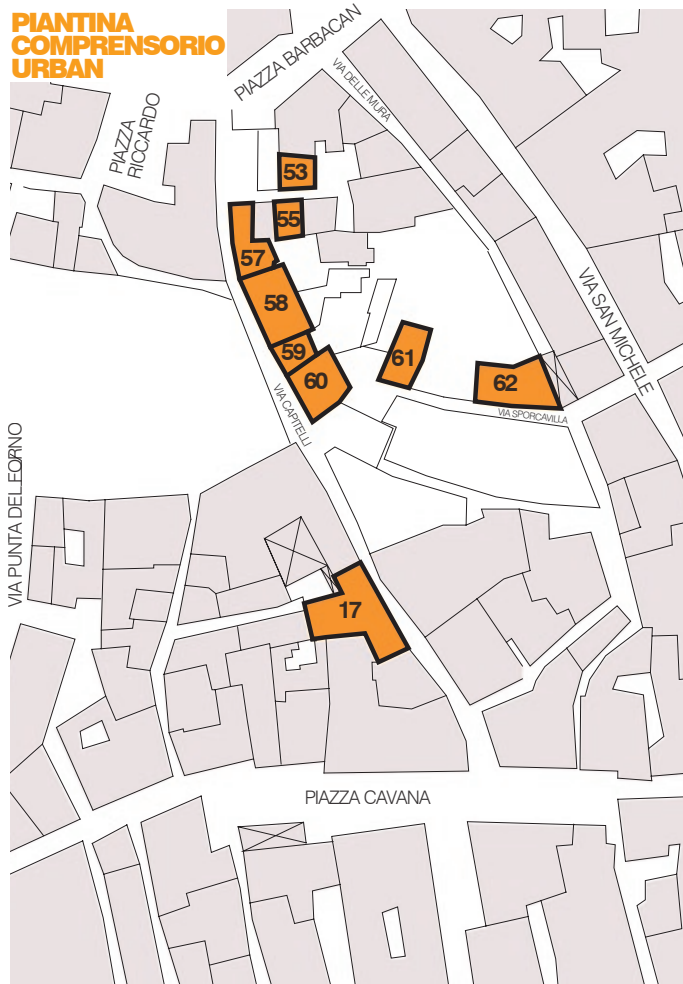 PIANTINA
COMPRENSORIO
URBAN
PIAZZA BARBACAN
VIA DELLE MURA
PIAZZA
RICCARDO
53
55
57
58
59
60
61
62
VIA SAN MICHELE
VIA CAPITELLI
VIA SPORCAVILLA
VIA PUNTA DEL FORNO
17
PIAZZA CAVANA